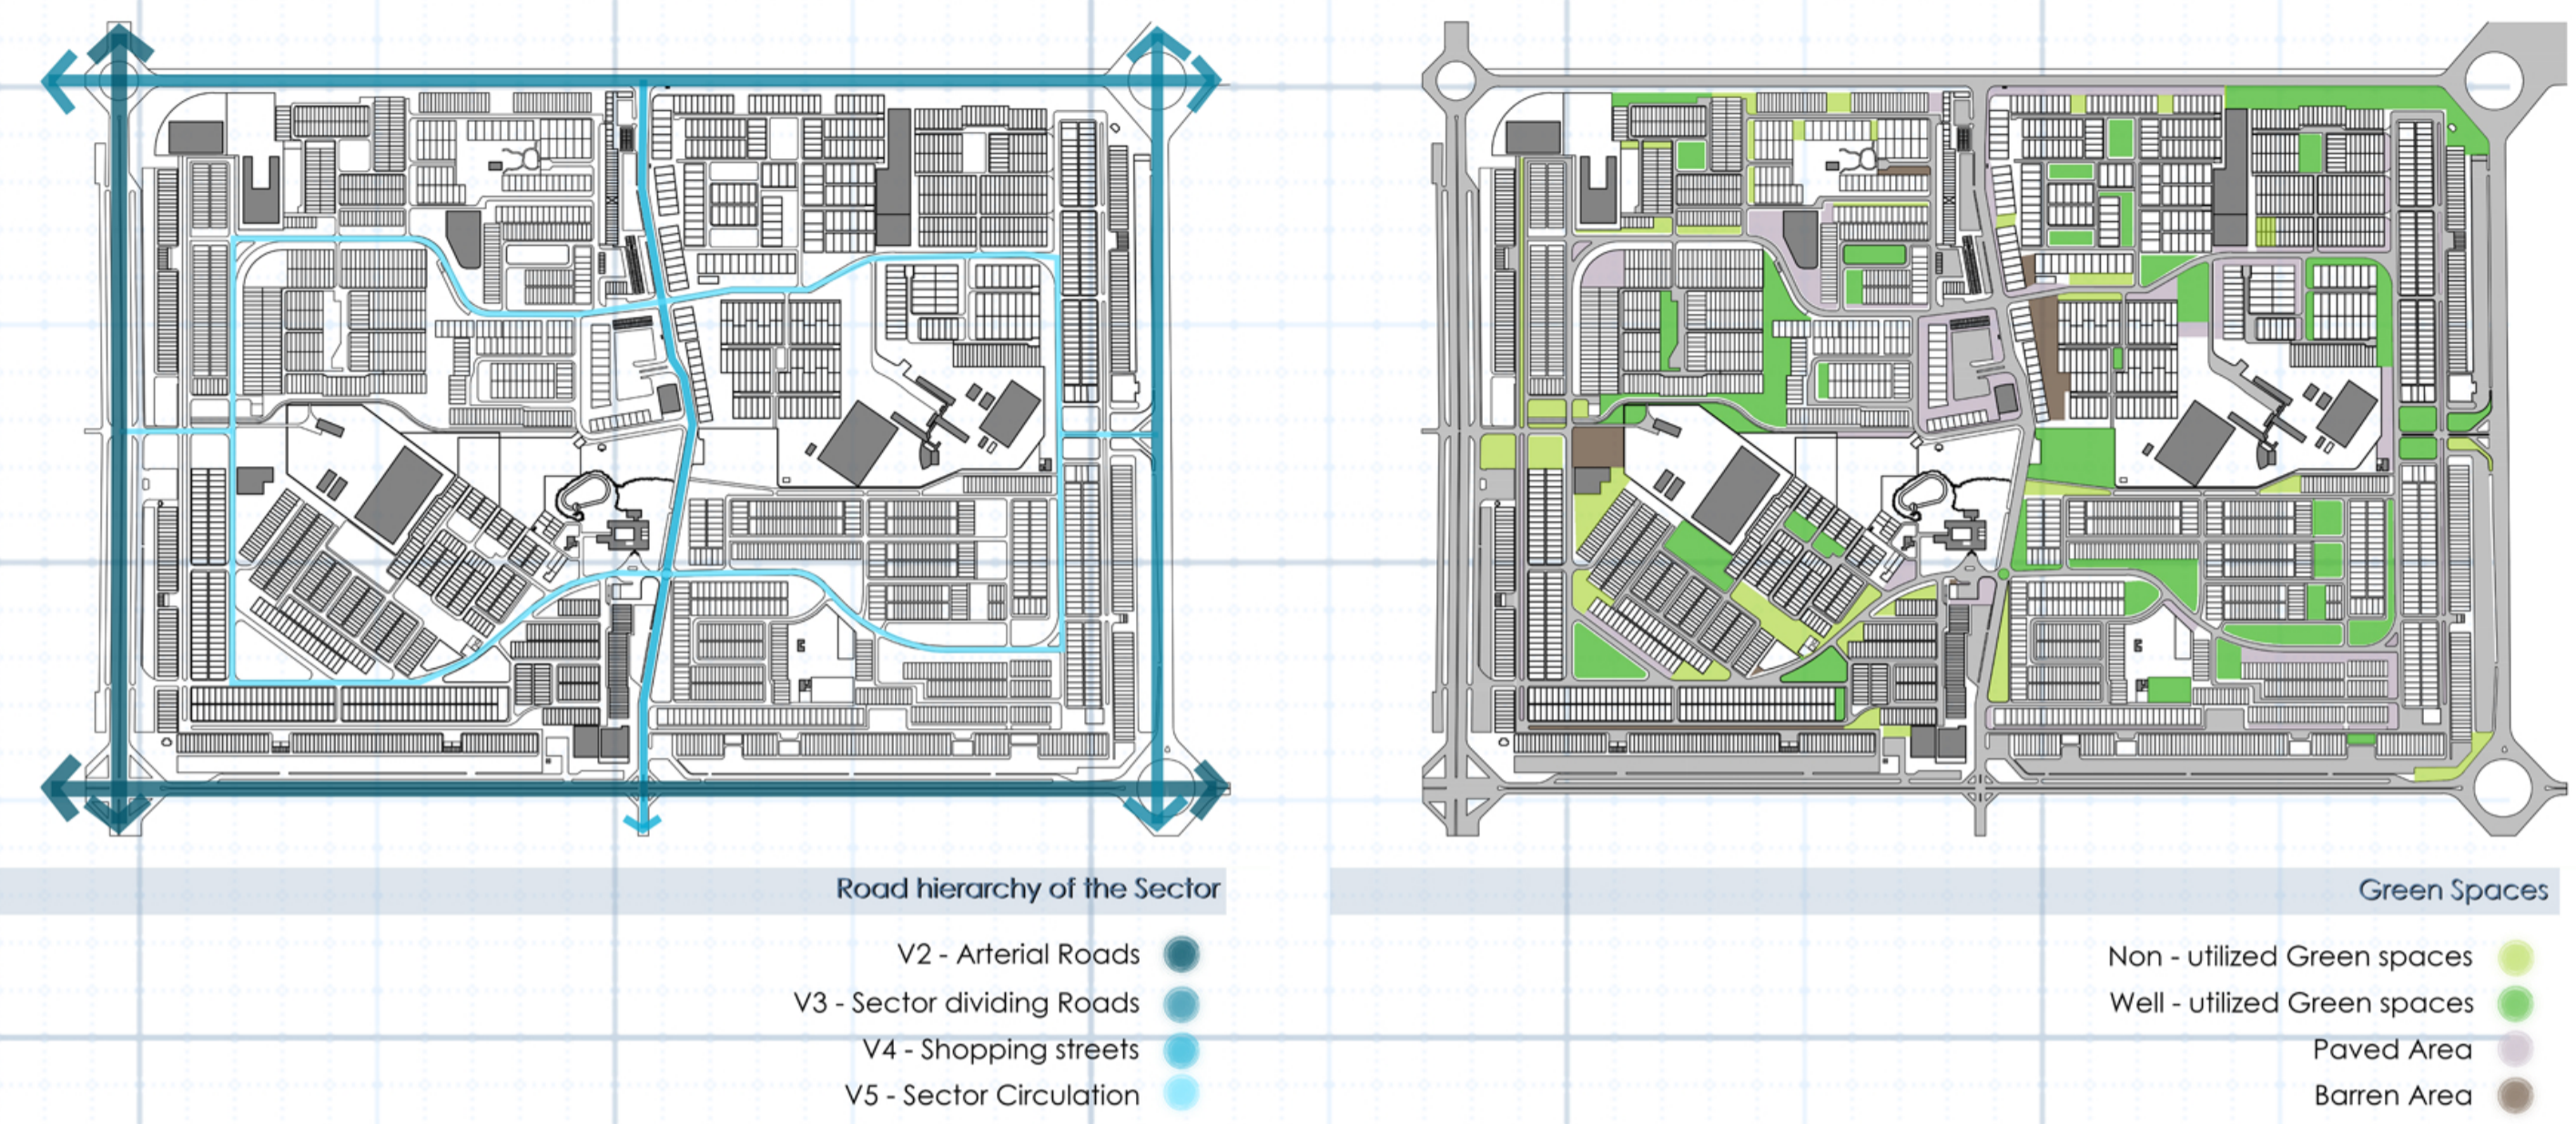 Road hierarchy of the Sector
V2 - Arterial Roads
V3 - Sector dividing Roads
V4 - Shopping streets
V5 - Sector Circulation
Green Spaces
Non - utilized Green spaces
Well - utilized Green spaces
Paved Area
Barren Area